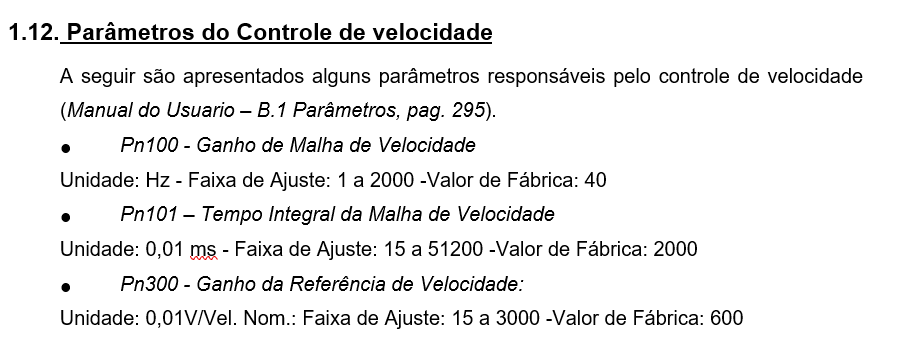 1.12. Parâmetros do Controle de velocidade
A seguir são apresentados alguns parâmetros responsáveis pelo controle de velocidade
(Manual do Usuario – B.1 Parâmetros, pag. 295).
● Pn100 - Ganho de Malha de Velocidade
Unidade: Hz - Faixa de Ajuste: 1 a 2000 -Valor de Fábrica: 40
● Pn101 – Tempo Integral da Malha de Velocidade
Unidade: 0,01 ms - Faixa de Ajuste: 15 a 51200 -Valor de Fábrica: 2000
● Pn300 - Ganho da Referência de Velocidade:
Unidade: 0,01V/Vel. Nom.: Faixa de Ajuste: 15 a 3000 -Valor de Fábrica: 600